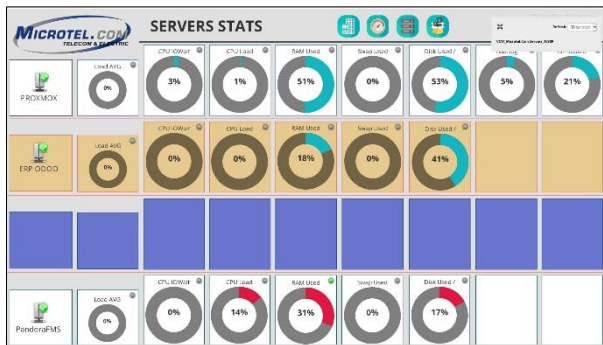 MICROTEL.COM
TELECOM & ELECTRIC
SERVERS STATS
PROXMOX
Load AVG
0%
CPU IOWait
3%
CPU Load
1%
RAM Used
51%
Swap Used
0%
Disk Used /
53%
5%
21%
ERP ODOO
Load AVG
0%
CPU IOWait
0%
CPU Load
0%
RAM Used
18%
Swap Used
0%
Disk Used /
41%
PandoraFMS
Load AVG
0%
CPU IOWait
0%
CPU Load
14%
RAM Used
31%
Swap Used
0%
Disk Used /
17%